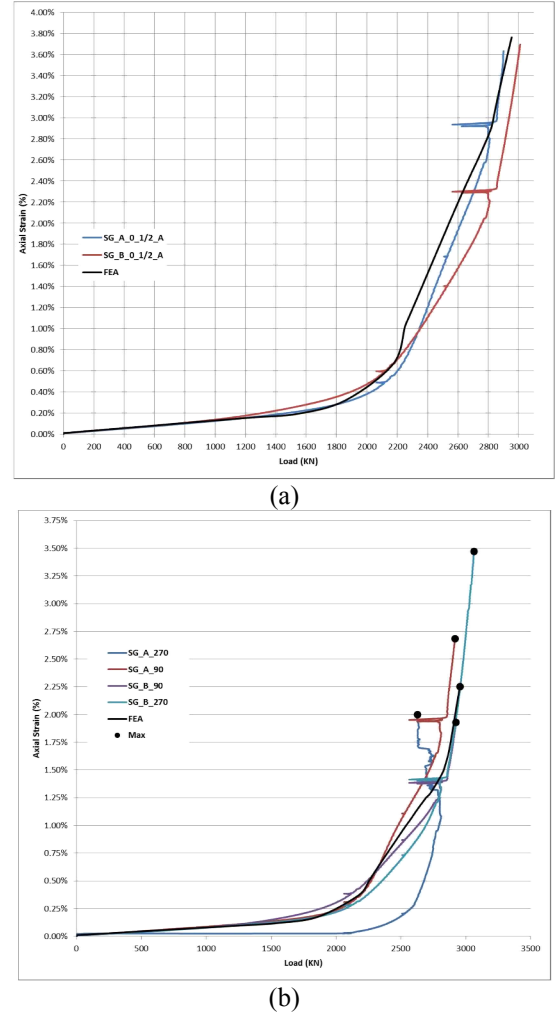 4.00%
3.80%
3.60%
3.40%
3.20%
3.00%
2.80%
2.60%
2.40%
2.20%
2.00%
1.80%
1.60%
1.40%
1.20%
1.00%
0.80%
0.60%
0.40%
0.20%
0.00%
Axial Strain (%)
SG_A_0_1/2_A
SG_B_0_1/2_A
FEA
0 200 400 600 800 1000 1200 1400 1600 1800 2000 2200 2400 2600 2800 3000
Load (KN)
(a)
3.75%
3.50%
3.25%
3.00%
2.75%
2.50%
2.25%
2.00%
1.75%
1.50%
1.25%
1.00%
0.75%
0.50%
0.25%
0.00%
Axial Strain (%)
SG_A_270
SG_A_90
SG_B_90
SG_B_270
FEA
Max
0 500 1000 1500 2000 2500 3000 3500
Load (KN)
(b)